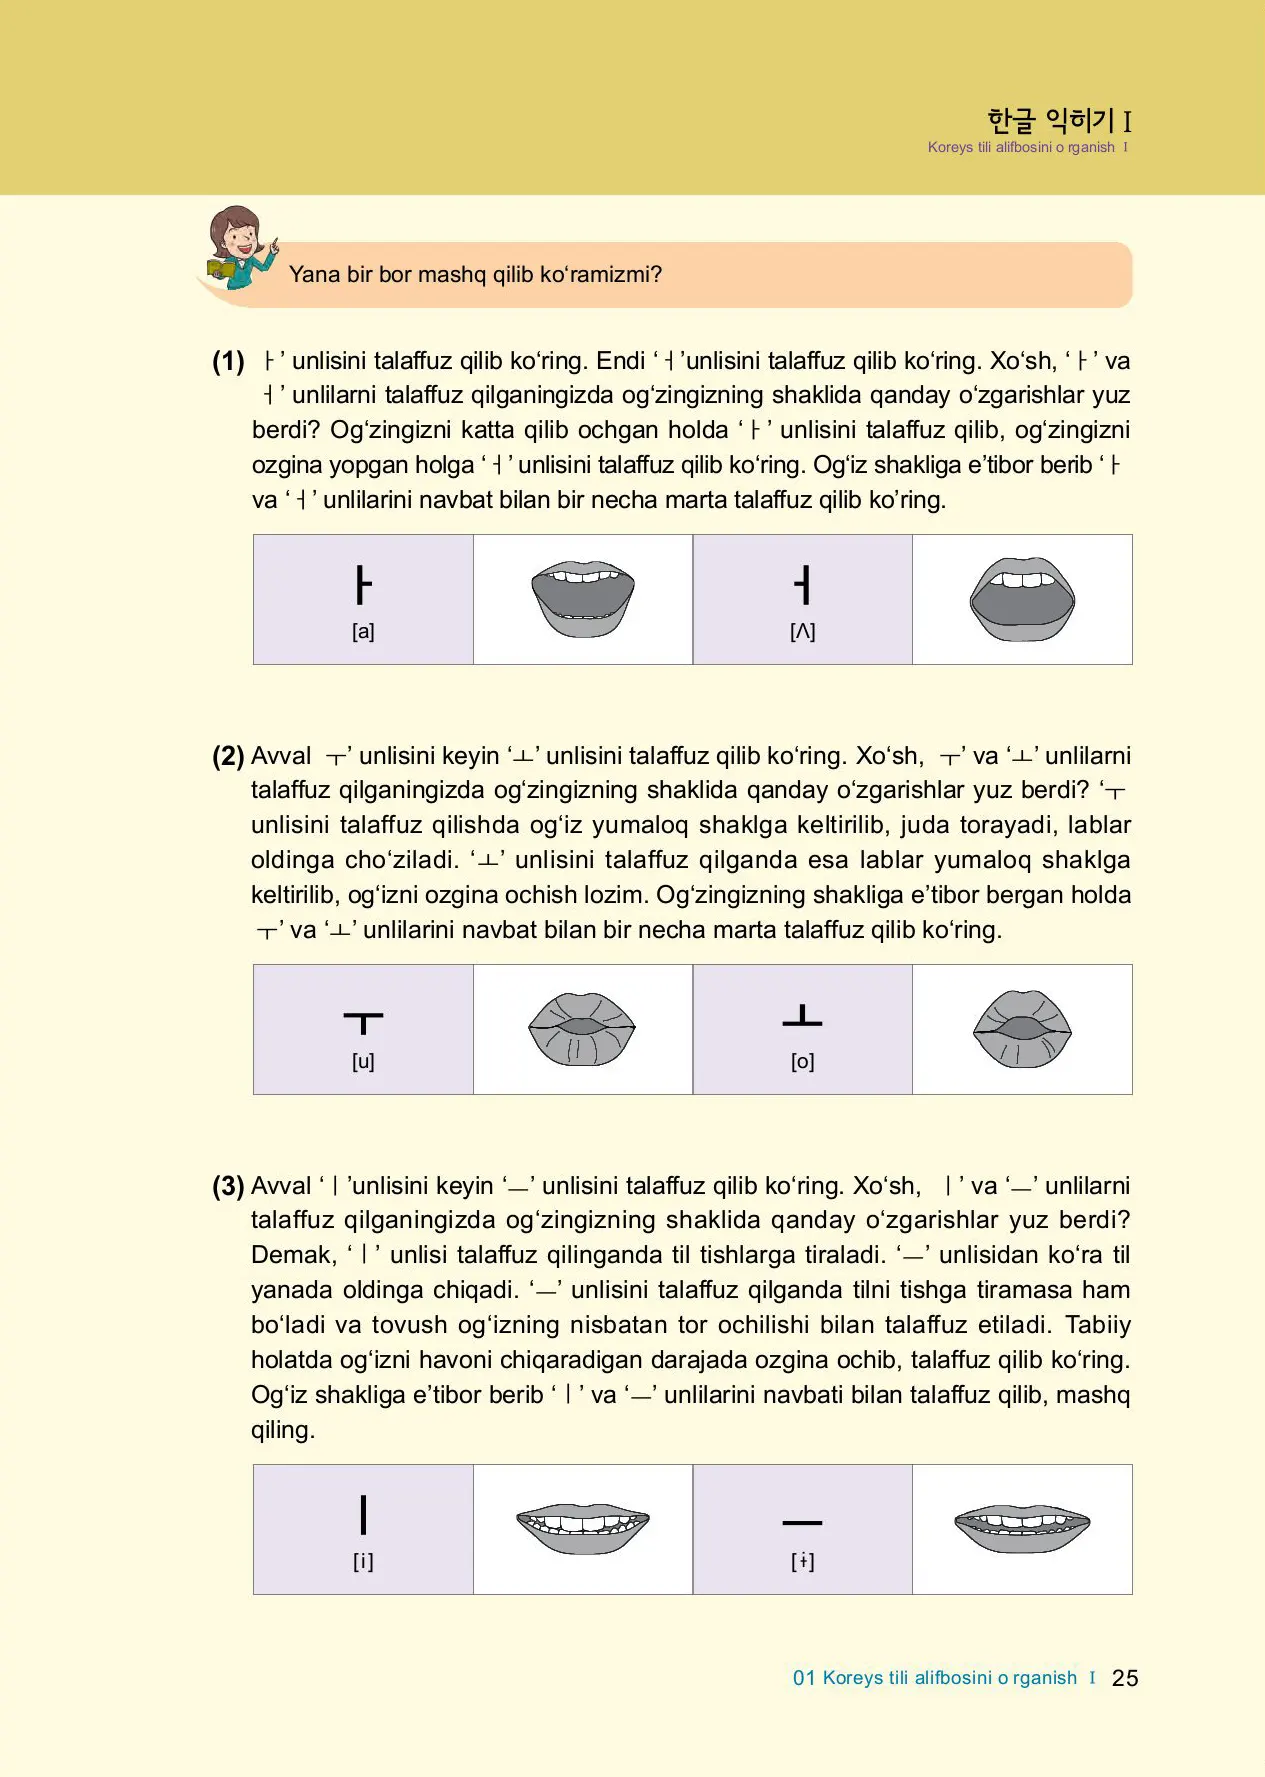 한글 익히기 I
Koreys tili alifbosini o rganish I
Yana bir bor mashq qilib ko‘ramizmi?
(1) ㅏ’ unlisini talaffuz qilib ko‘ring. Endi ‘ㅓ’unlisini talaffuz qilib ko‘ring. Xo‘sh, ‘ㅏ’ va
ㅓ’ unlilarni talaffuz qilganingizda og‘zingizning shaklida qanday o‘zgarishlar yuz
berdi? Og‘zingizni katta qilib ochgan holda ‘ㅏ’ unlisini talaffuz qilib, og‘zingizni
ozgina yopgan holga ‘ㅓ’ unlisini talaffuz qilib ko‘ring. Og‘iz shakliga e’tibor berib ‘ㅏ
va ‘ㅓ’ unlilarini navbat bilan bir necha marta talaffuz qilib ko’ring.
ㅏ ㅓ
[a] [Λ]
(2) Avval ㅜ’ unlisini keyin ‘ㅗ’ unlisini talaffuz qilib ko‘ring. Xo‘sh, ㅜ’ va ‘ㅗ’ unlilarni
talaffuz qilganingizda og‘zingizning shaklida qanday o‘zgarishlar yuz berdi? ‘ㅜ
unlisini talaffuz qilishda og‘iz yumaloq shaklga keltirilib, juda torayadi, lablar
oldinga cho‘ziladi. ‘ㅗ’ unlisini talaffuz qilganda esa lablar yumaloq shaklga
keltirilib, og‘izni ozgina ochish lozim. Og‘zingizning shakliga e’tibor bergan holda
ㅜ’ va ‘ㅗ’ unlilarini navbat bilan bir necha marta talaffuz qilib ko‘ring.
ㅜ ㅗ
[u] [o]
(3) Avval ‘ㅣ’unlisini keyin ‘ㅡ’ unlisini talaffuz qilib ko‘ring. Xo‘sh, ㅣ’ va ‘ㅡ’ unlilarni
talaffuz qilganingizda og‘zingizning shaklida qanday o‘zgarishlar yuz berdi?
Demak, ‘ㅣ’ unlisi talaffuz qilinganda til tishlarga tiraladi. ‘ㅡ’ unlisidan ko‘ra til
yanada oldinga chiqadi. ‘ㅡ’ unlisini talaffuz qilganda tilni tishga tiramasa ham
bo‘ladi va tovush og‘izning nisbatan tor ochilishi bilan talaffuz etiladi. Tabiiy
holatda og‘izni havoni chiqaradigan darajada ozgina ochib, talaffuz qilib ko‘ring.
Og‘iz shakliga e’tibor berib ‘ㅣ’ va ‘ㅡ’ unlilarini navbati bilan talaffuz qilib, mashq
qiling.
ㅣ ㅡ
[i] [ɨ]
01 Koreys tili alifbosini o rganish I 25